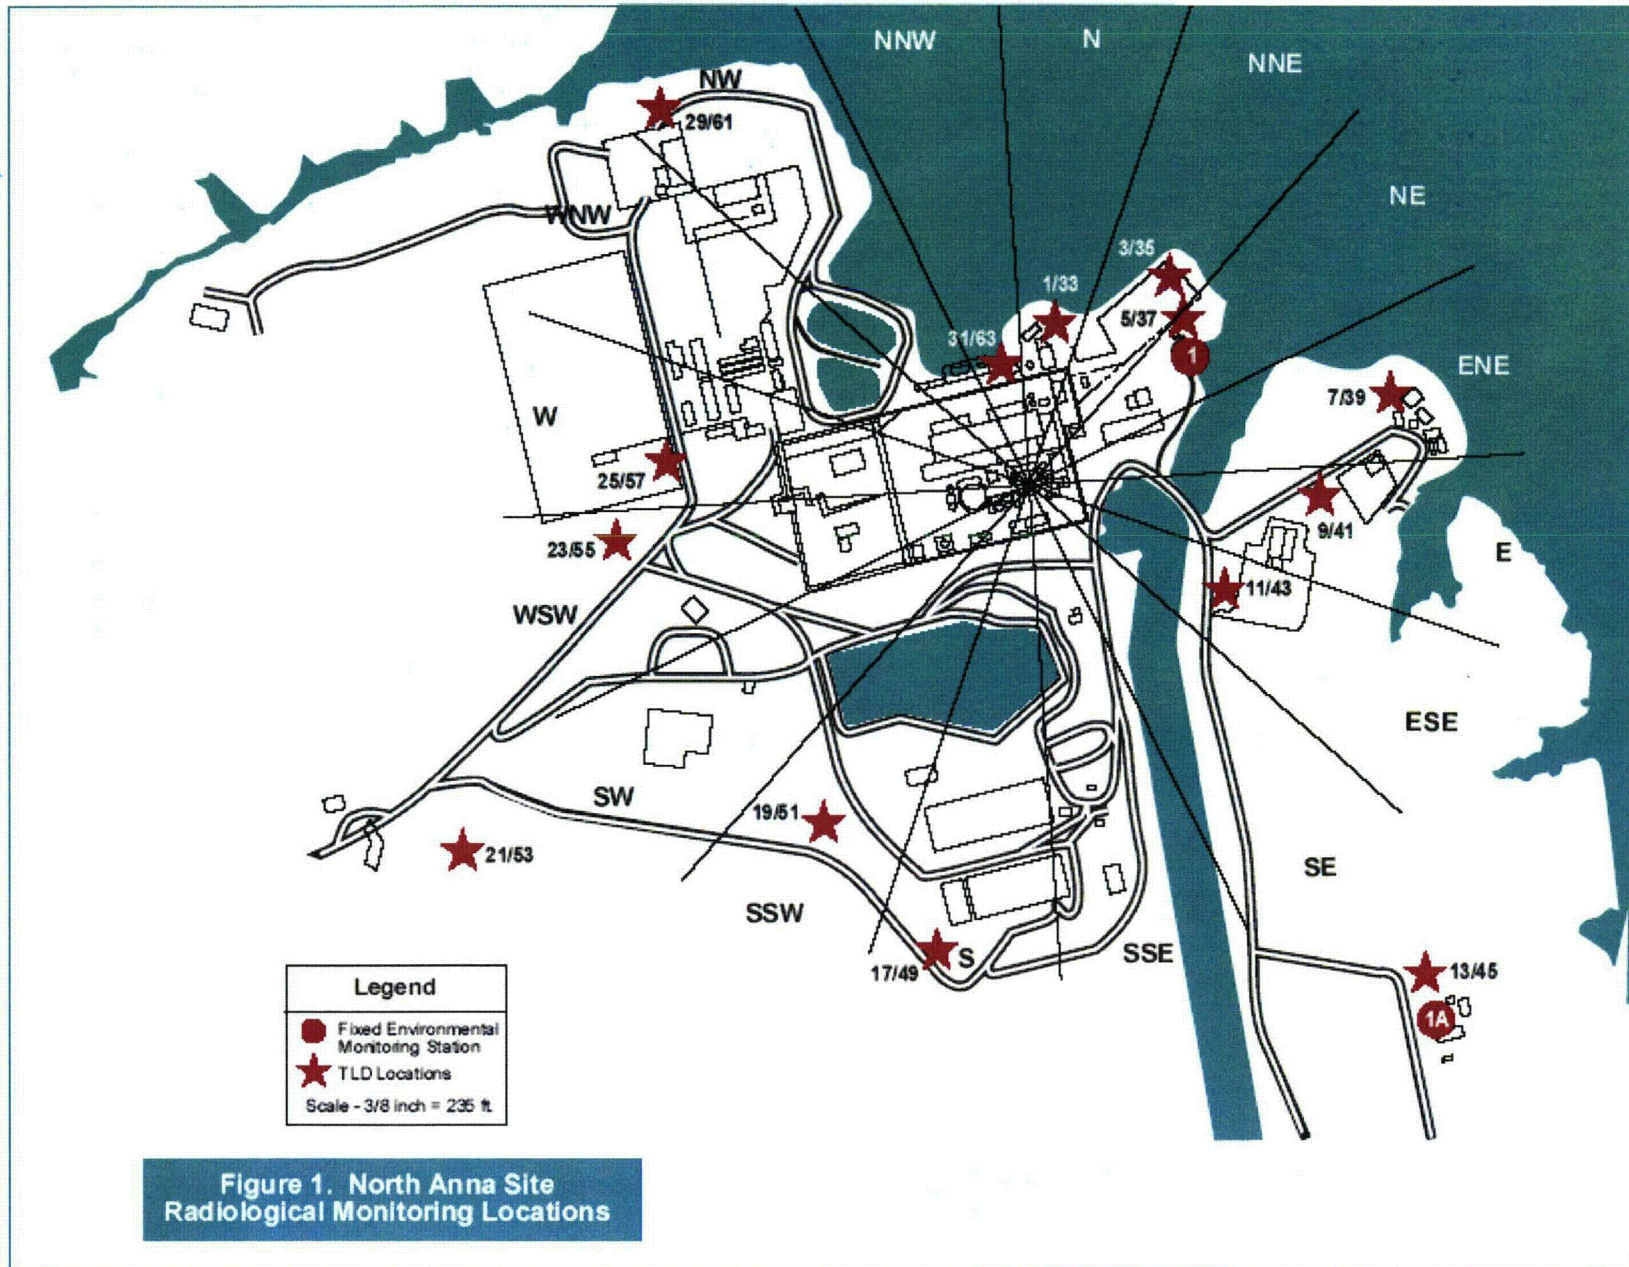 NNW
N
NNE
NW
29/61
NE
WNW
3/35
1/33
5/37
31/63
1
ENE
7/39
W
25/57
9/41
23/55
E
11/43
WSW
ESE
SW
19/51
21/53
SE
SSW
S
SSE
17/49
13/45
1A
Legend
Fixed Environmental
Monitoring Station
TLD Locations
Scale - 3/8 inch = 235 ft.
Figure 1. North Anna Site
Radiological Monitoring Locations